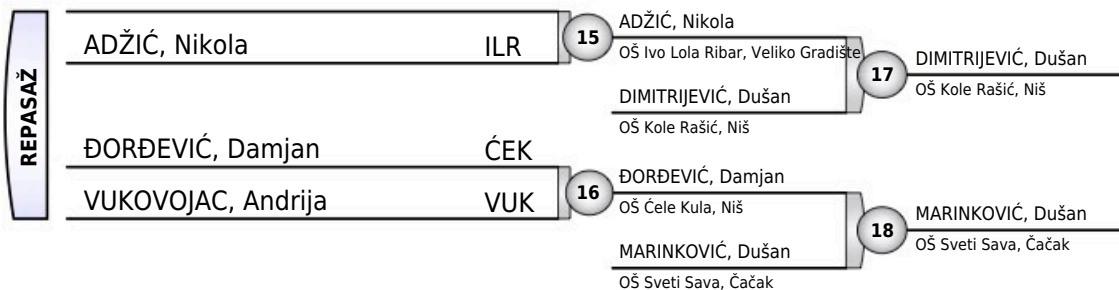 REPASAŽ
ADŽIĆ, Nikola ILR
ĐORĐEVIĆ, Damjan ĆEK
VUKOVOJAC, Andrija VUK
15
ADŽIĆ, Nikola
OŠ Ivo Lola Ribar, Veliko Gradište
DIMITRIJEVIĆ, Dušan
OŠ Kole Rašić, Niš
16
ĐORĐEVIĆ, Damjan
OŠ Ćele Kula, Niš
MARINKOVIĆ, Dušan
OŠ Sveti Sava, Čačak
17
DIMITRIJEVIĆ, Dušan
OŠ Kole Rašić, Niš
18
MARINKOVIĆ, Dušan
OŠ Sveti Sava, Čačak